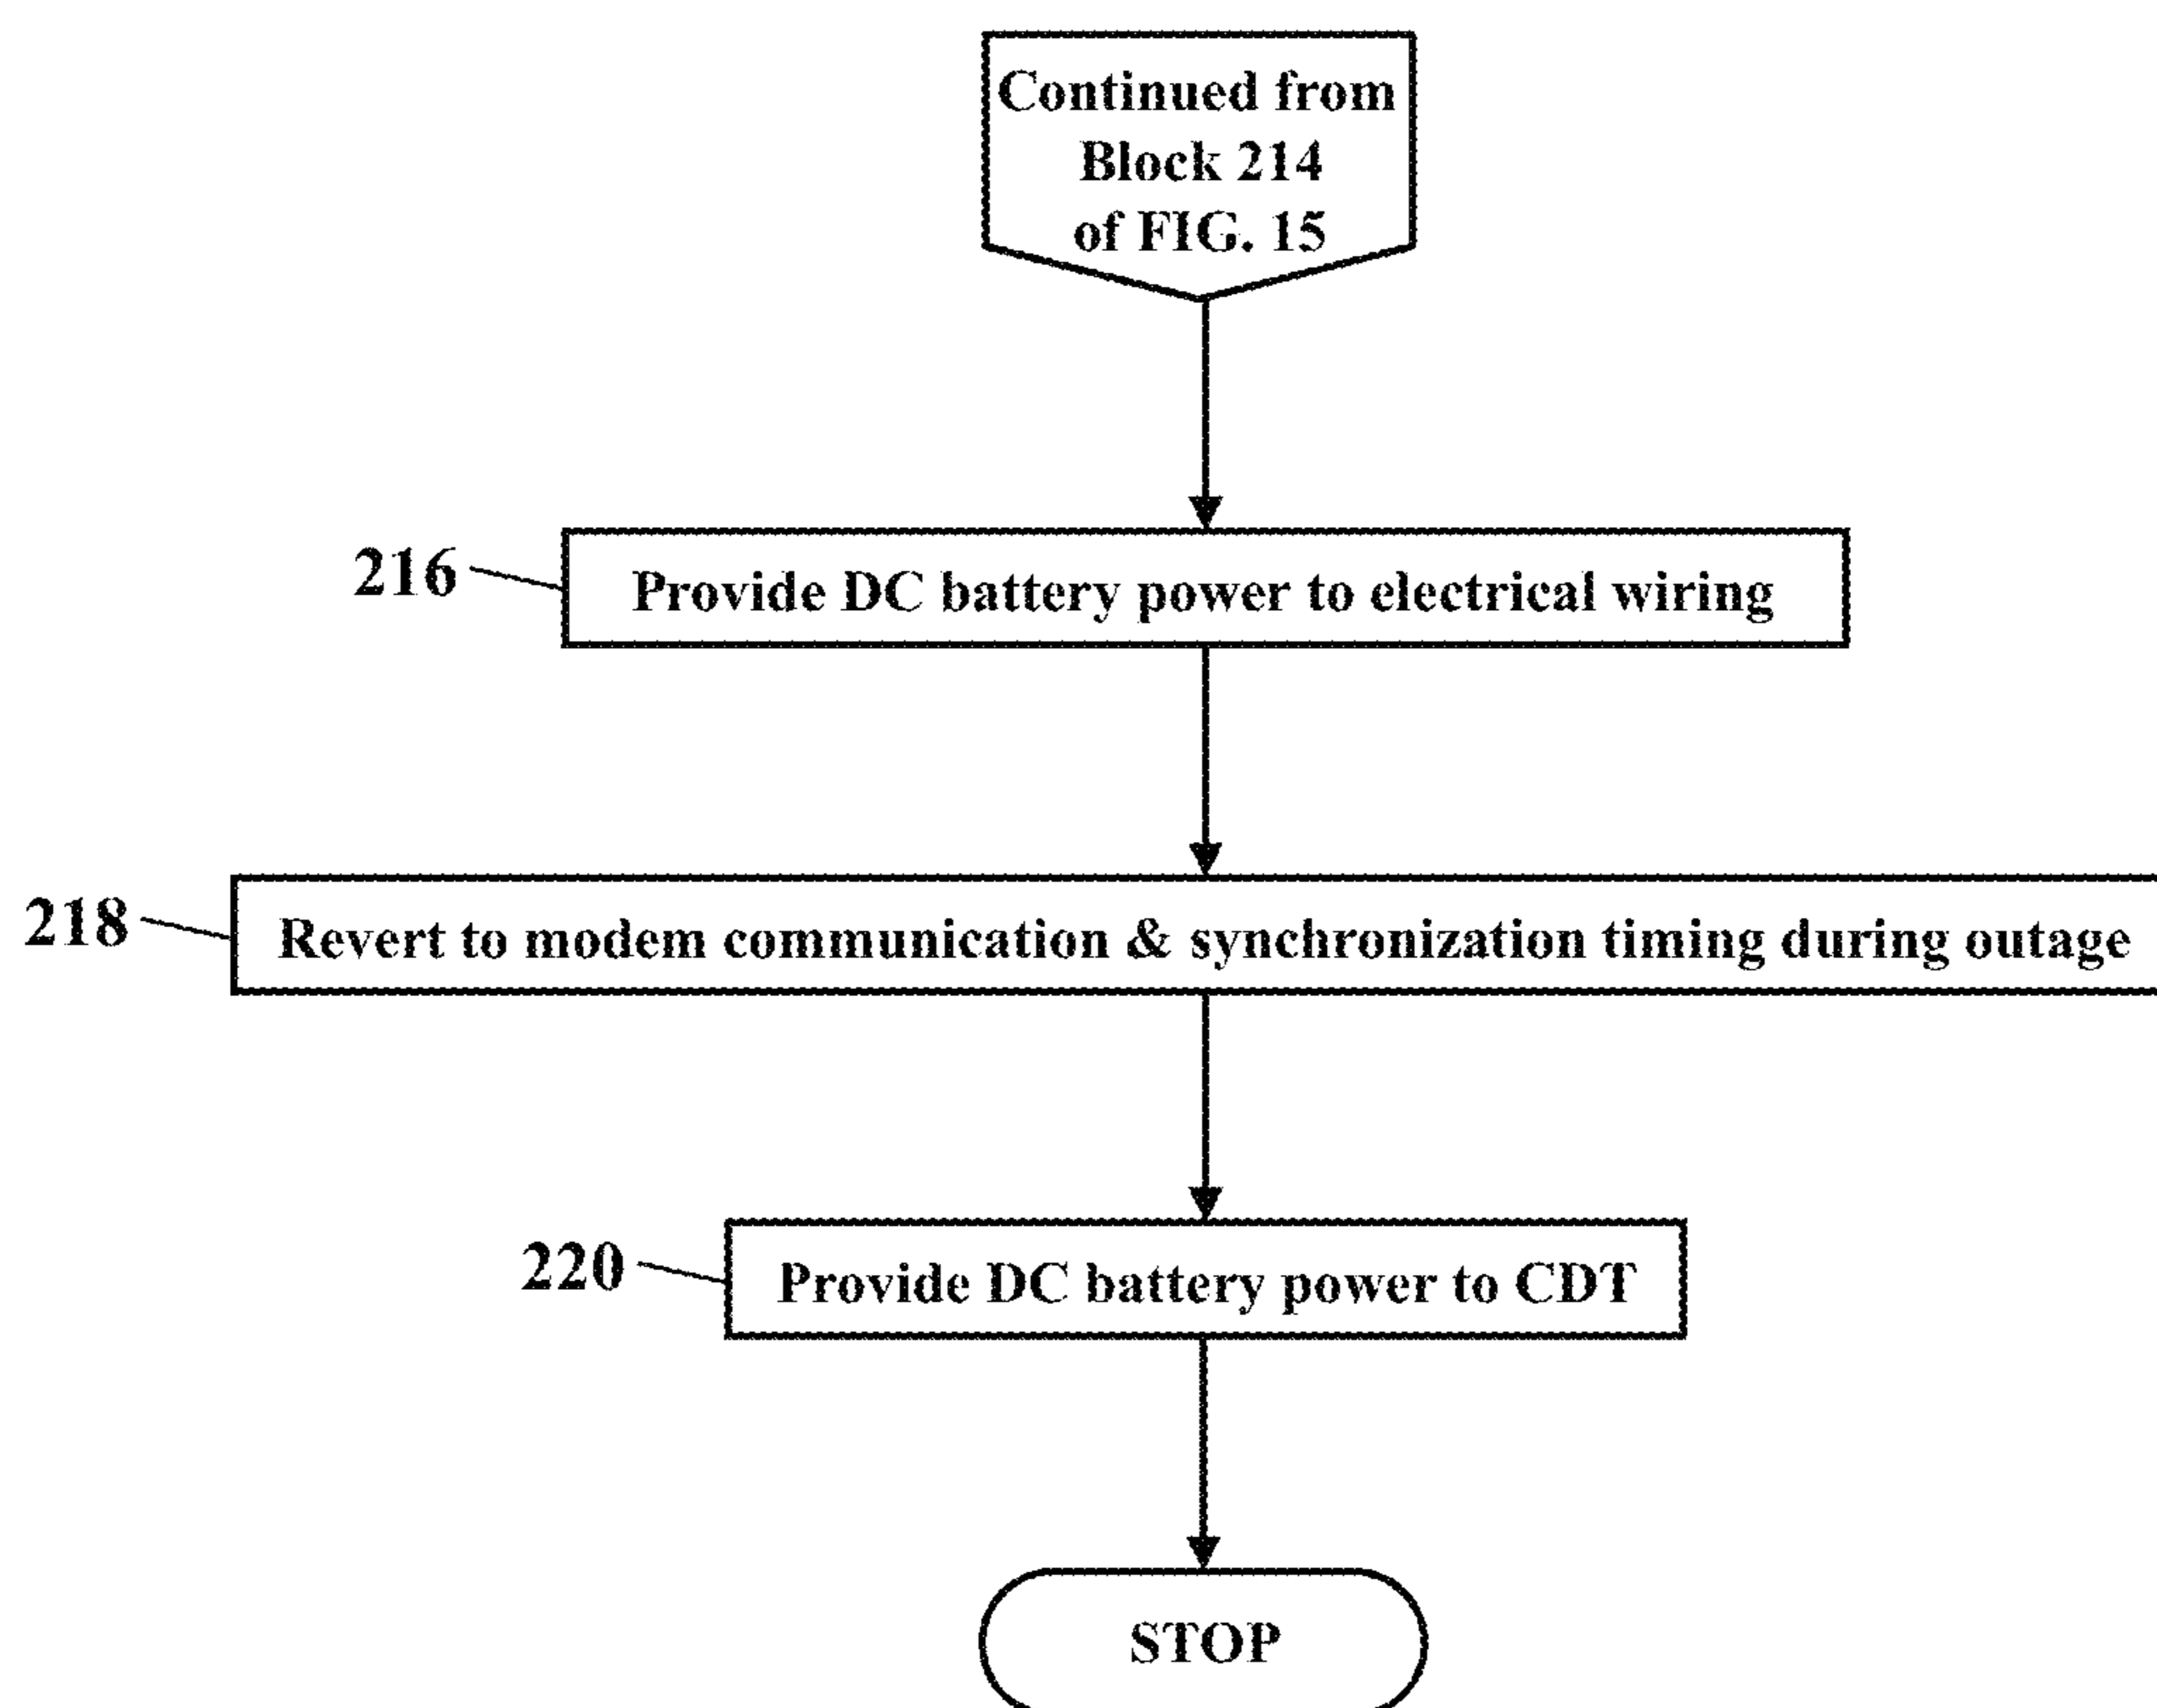 Continued from
Block 214
of FIG. 15
216
Provide DC battery power to electrical wiring
218
Revert to modem communication & synchronization timing during outage
220
Provide DC battery power to CDT
STOP